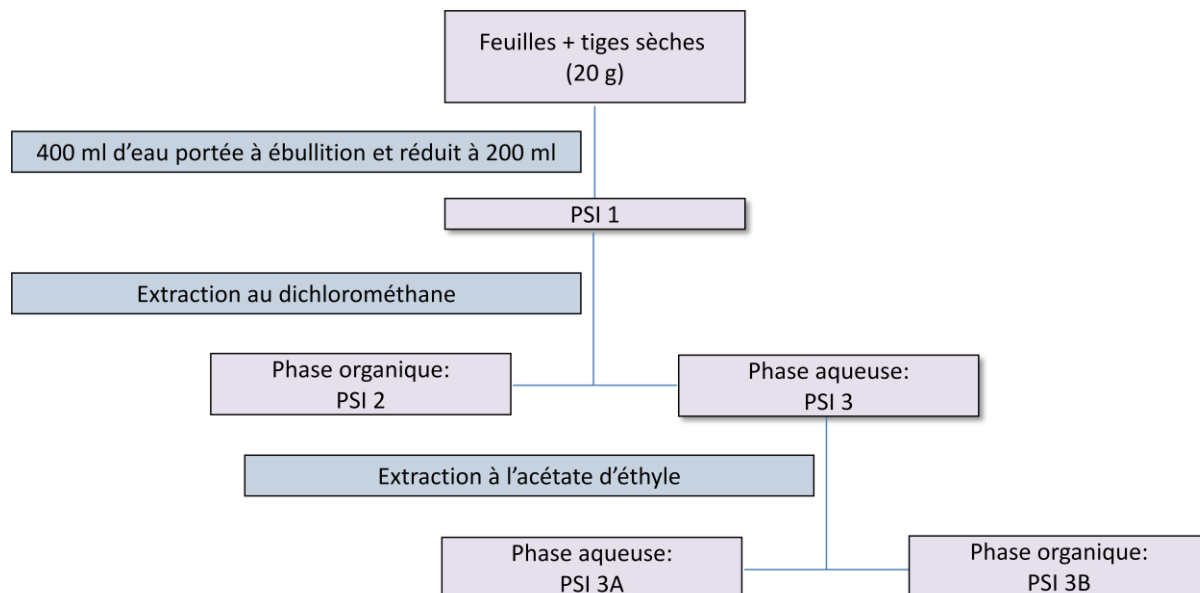 Feuilles + tiges sèches
(20 g)
400 ml d'eau portée à ébullition et réduit à 200 ml
PSI 1
Extraction au dichlorométhane
Phase organique:
PSI 2
Phase aqueuse:
PSI 3
Extraction à l'acétate d'éthyle
Phase aqueuse:
PSI 3A
Phase organique:
PSI 3B